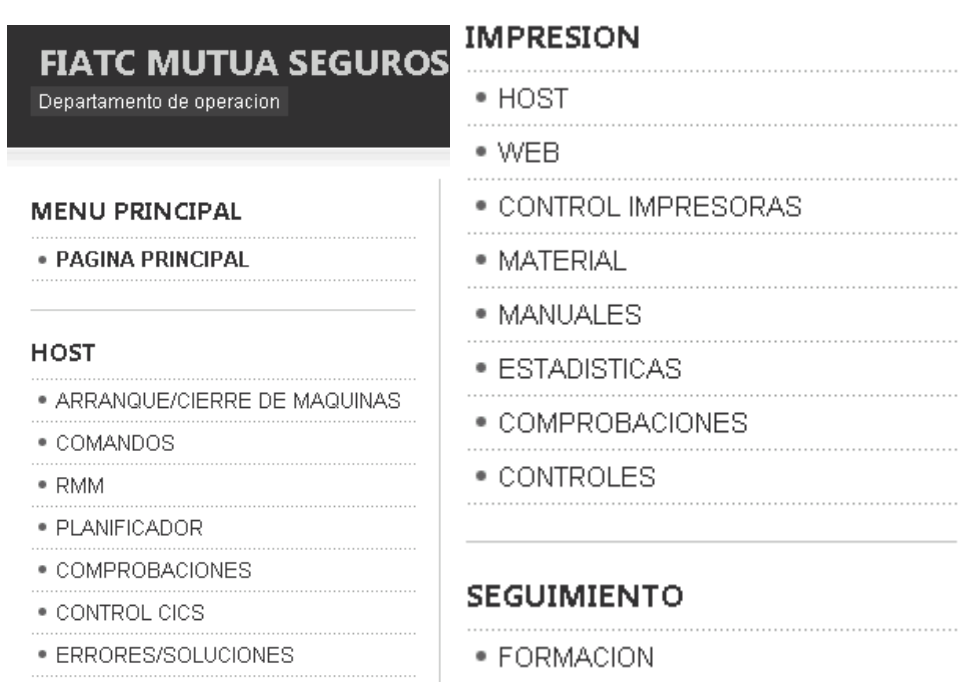 FIATC MUTUA SEGUROS
Departamento de operacion
MENU PRINCIPAL
PAGINA PRINCIPAL
HOST
ARRANQUE/CIERRE DE MAQUINAS
COMANDOS
RMM
PLANIFICADOR
COMPROBACIONES
CONTROL CICS
ERRORES/SOLUCIONES
IMPRESION
HOST
WEB
CONTROL IMPRESORAS
MATERIAL
MANUALES
ESTADISTICAS
COMPROBACIONES
CONTROLES
SEGUIMIENTO
FORMACION